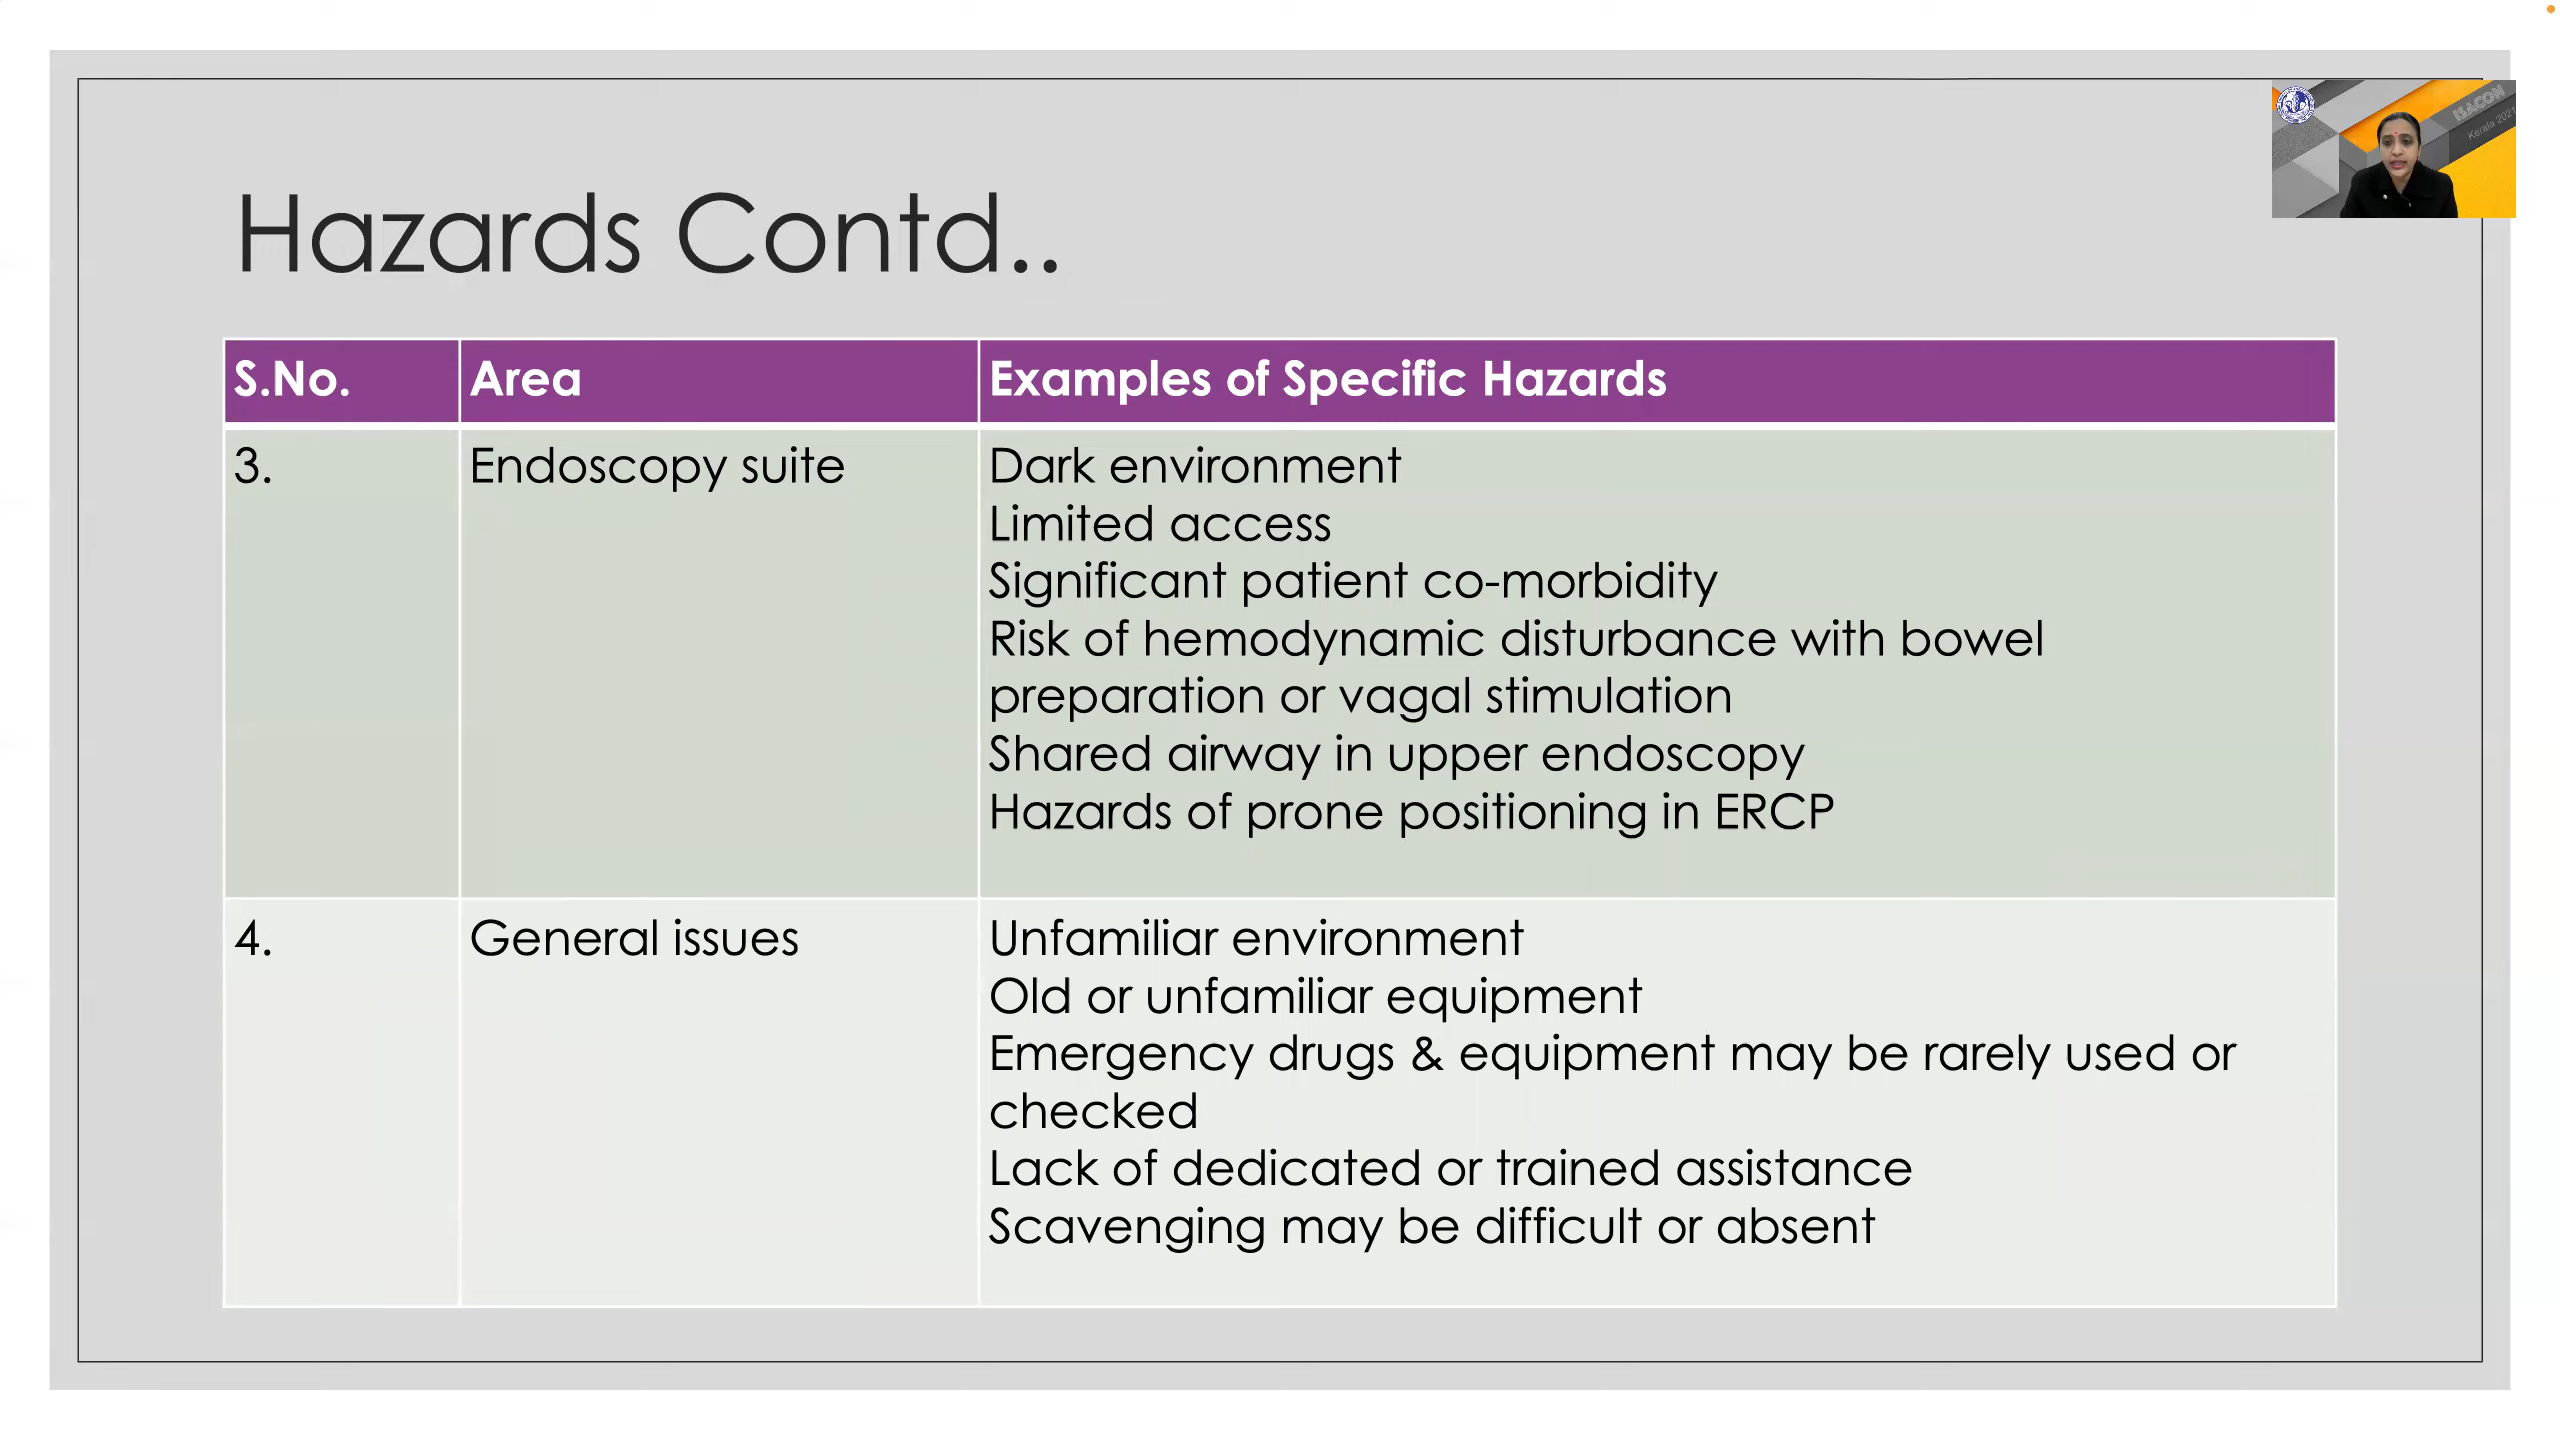 Hazards Contd..
S.No.
Area
Examples of Specific Hazards
3.
Endoscopy suite
Dark environment
Limited access
Significant patient co-morbidity
Risk of hemodynamic disturbance with bowel
preparation or vagal stimulation
Shared airway in upper endoscopy
Hazards of prone positioning in ERCP
4.
General issues
Unfamiliar environment
Old or unfamiliar equipment
Emergency drugs & equipment may be rarely used or
checked
Lack of dedicated or trained assistance
Scavenging may be difficult or absent
ISACON
Kerala 2021